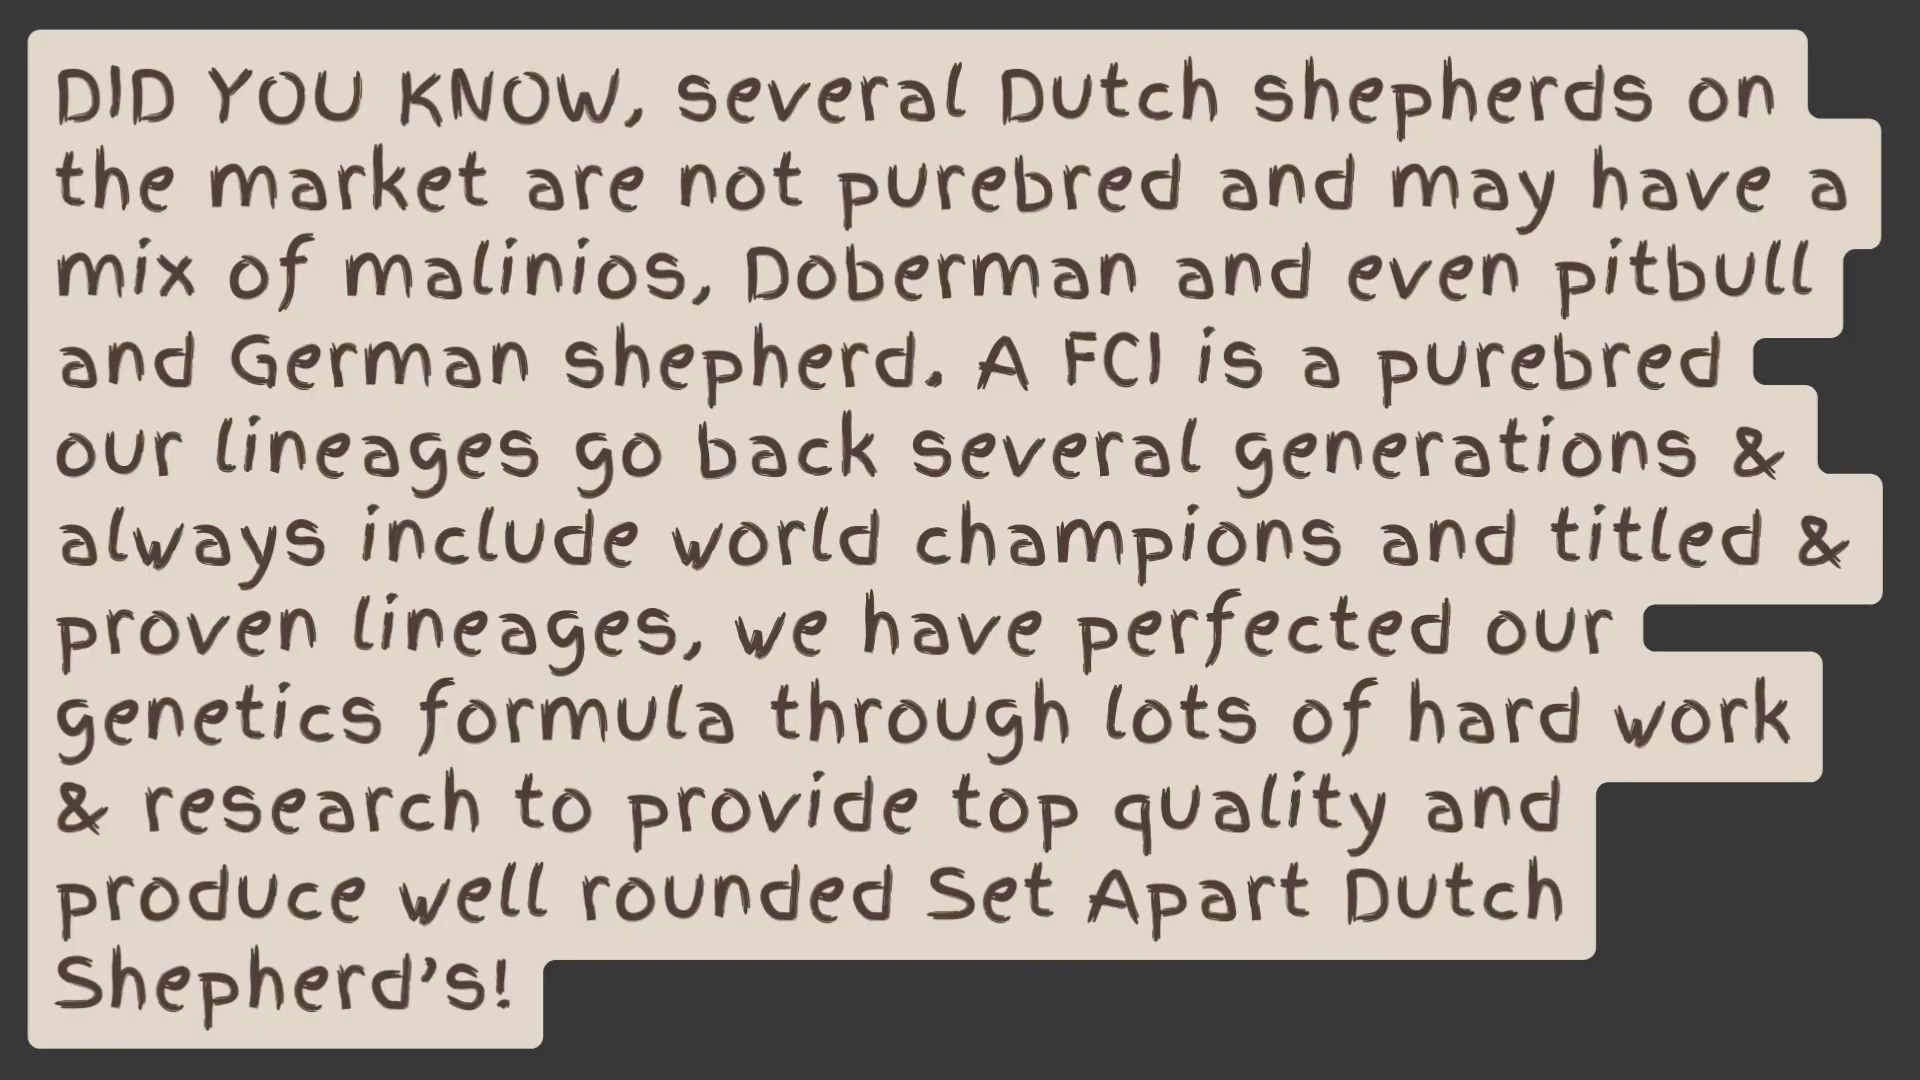 DID YOU KNOW, several Dutch shepherds on
the market are not purebred and may have a
mix of malinios, Doberman and even pitbull
and German shepherd. A FCI is a purebred
our lineages go back several generations &
always include world champions and titled &
proven lineages, we have perfected our
genetics formula through lots of hard work
& research to provide top quality and
produce well rounded Set Apart Dutch
Shepherd's!